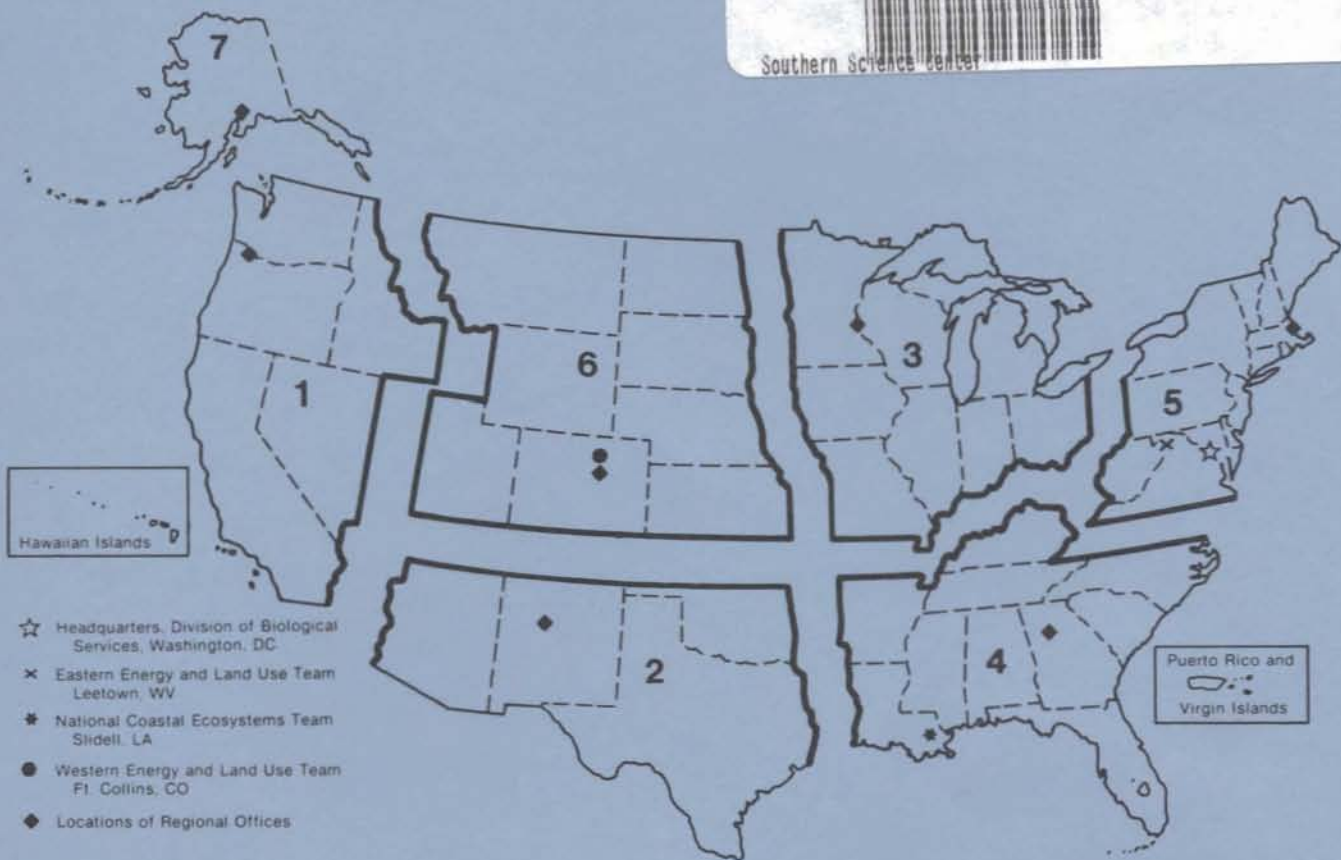 Southern Science Center
7
1
6
3
5
2
4
Hawaiian Islands
Puerto Rico and
Virgin Islands
Headquarters, Division of Biological
Services, Washington, DC
Eastern Energy and Land Use Team
Leetown, WV
National Coastal Ecosystems Team
Slidell, LA
Western Energy and Land Use Team
Ft. Collins, CO
Locations of Regional Offices